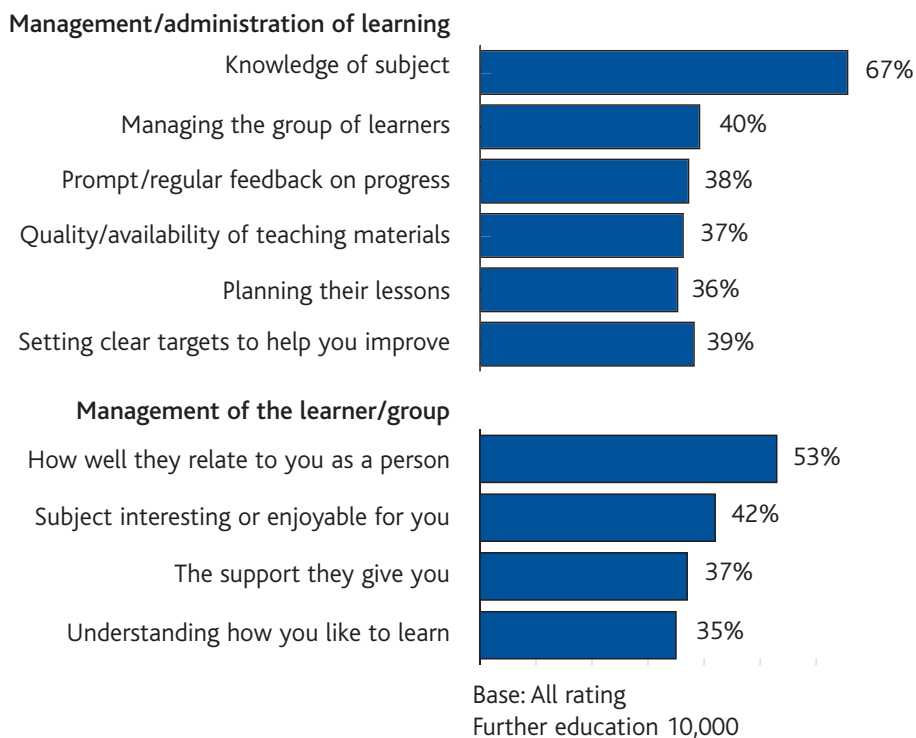 Management/administration of learning
Knowledge of subject 67%
Managing the group of learners 40%
Prompt/regular feedback on progress 38%
Quality/availability of teaching materials 37%
Planning their lessons 36%
Setting clear targets to help you improve 39%
Management of the learner/group
How well they relate to you as a person 53%
Subject interesting or enjoyable for you 42%
The support they give you 37%
Understanding how you like to learn 35%
Base: All rating
Further education 10,000